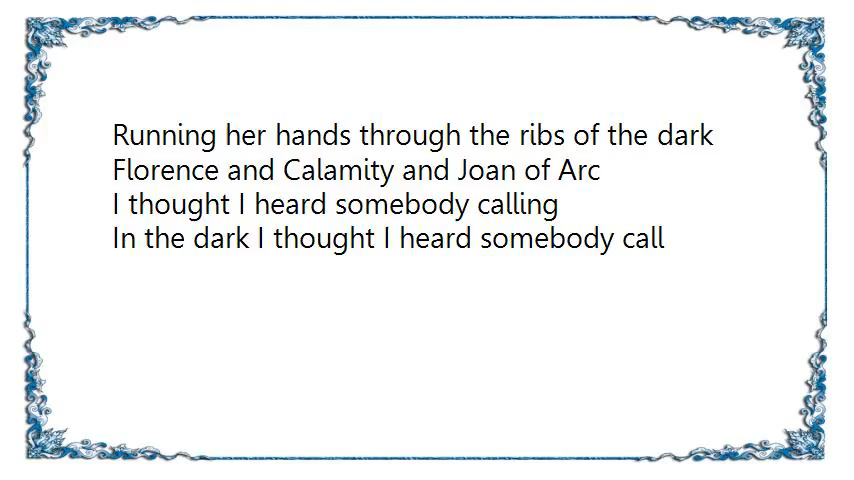 Running her hands through the ribs of the dark
Florence and Calamity and Joan of Arc
I thought I heard somebody calling
In the dark I thought I heard somebody call